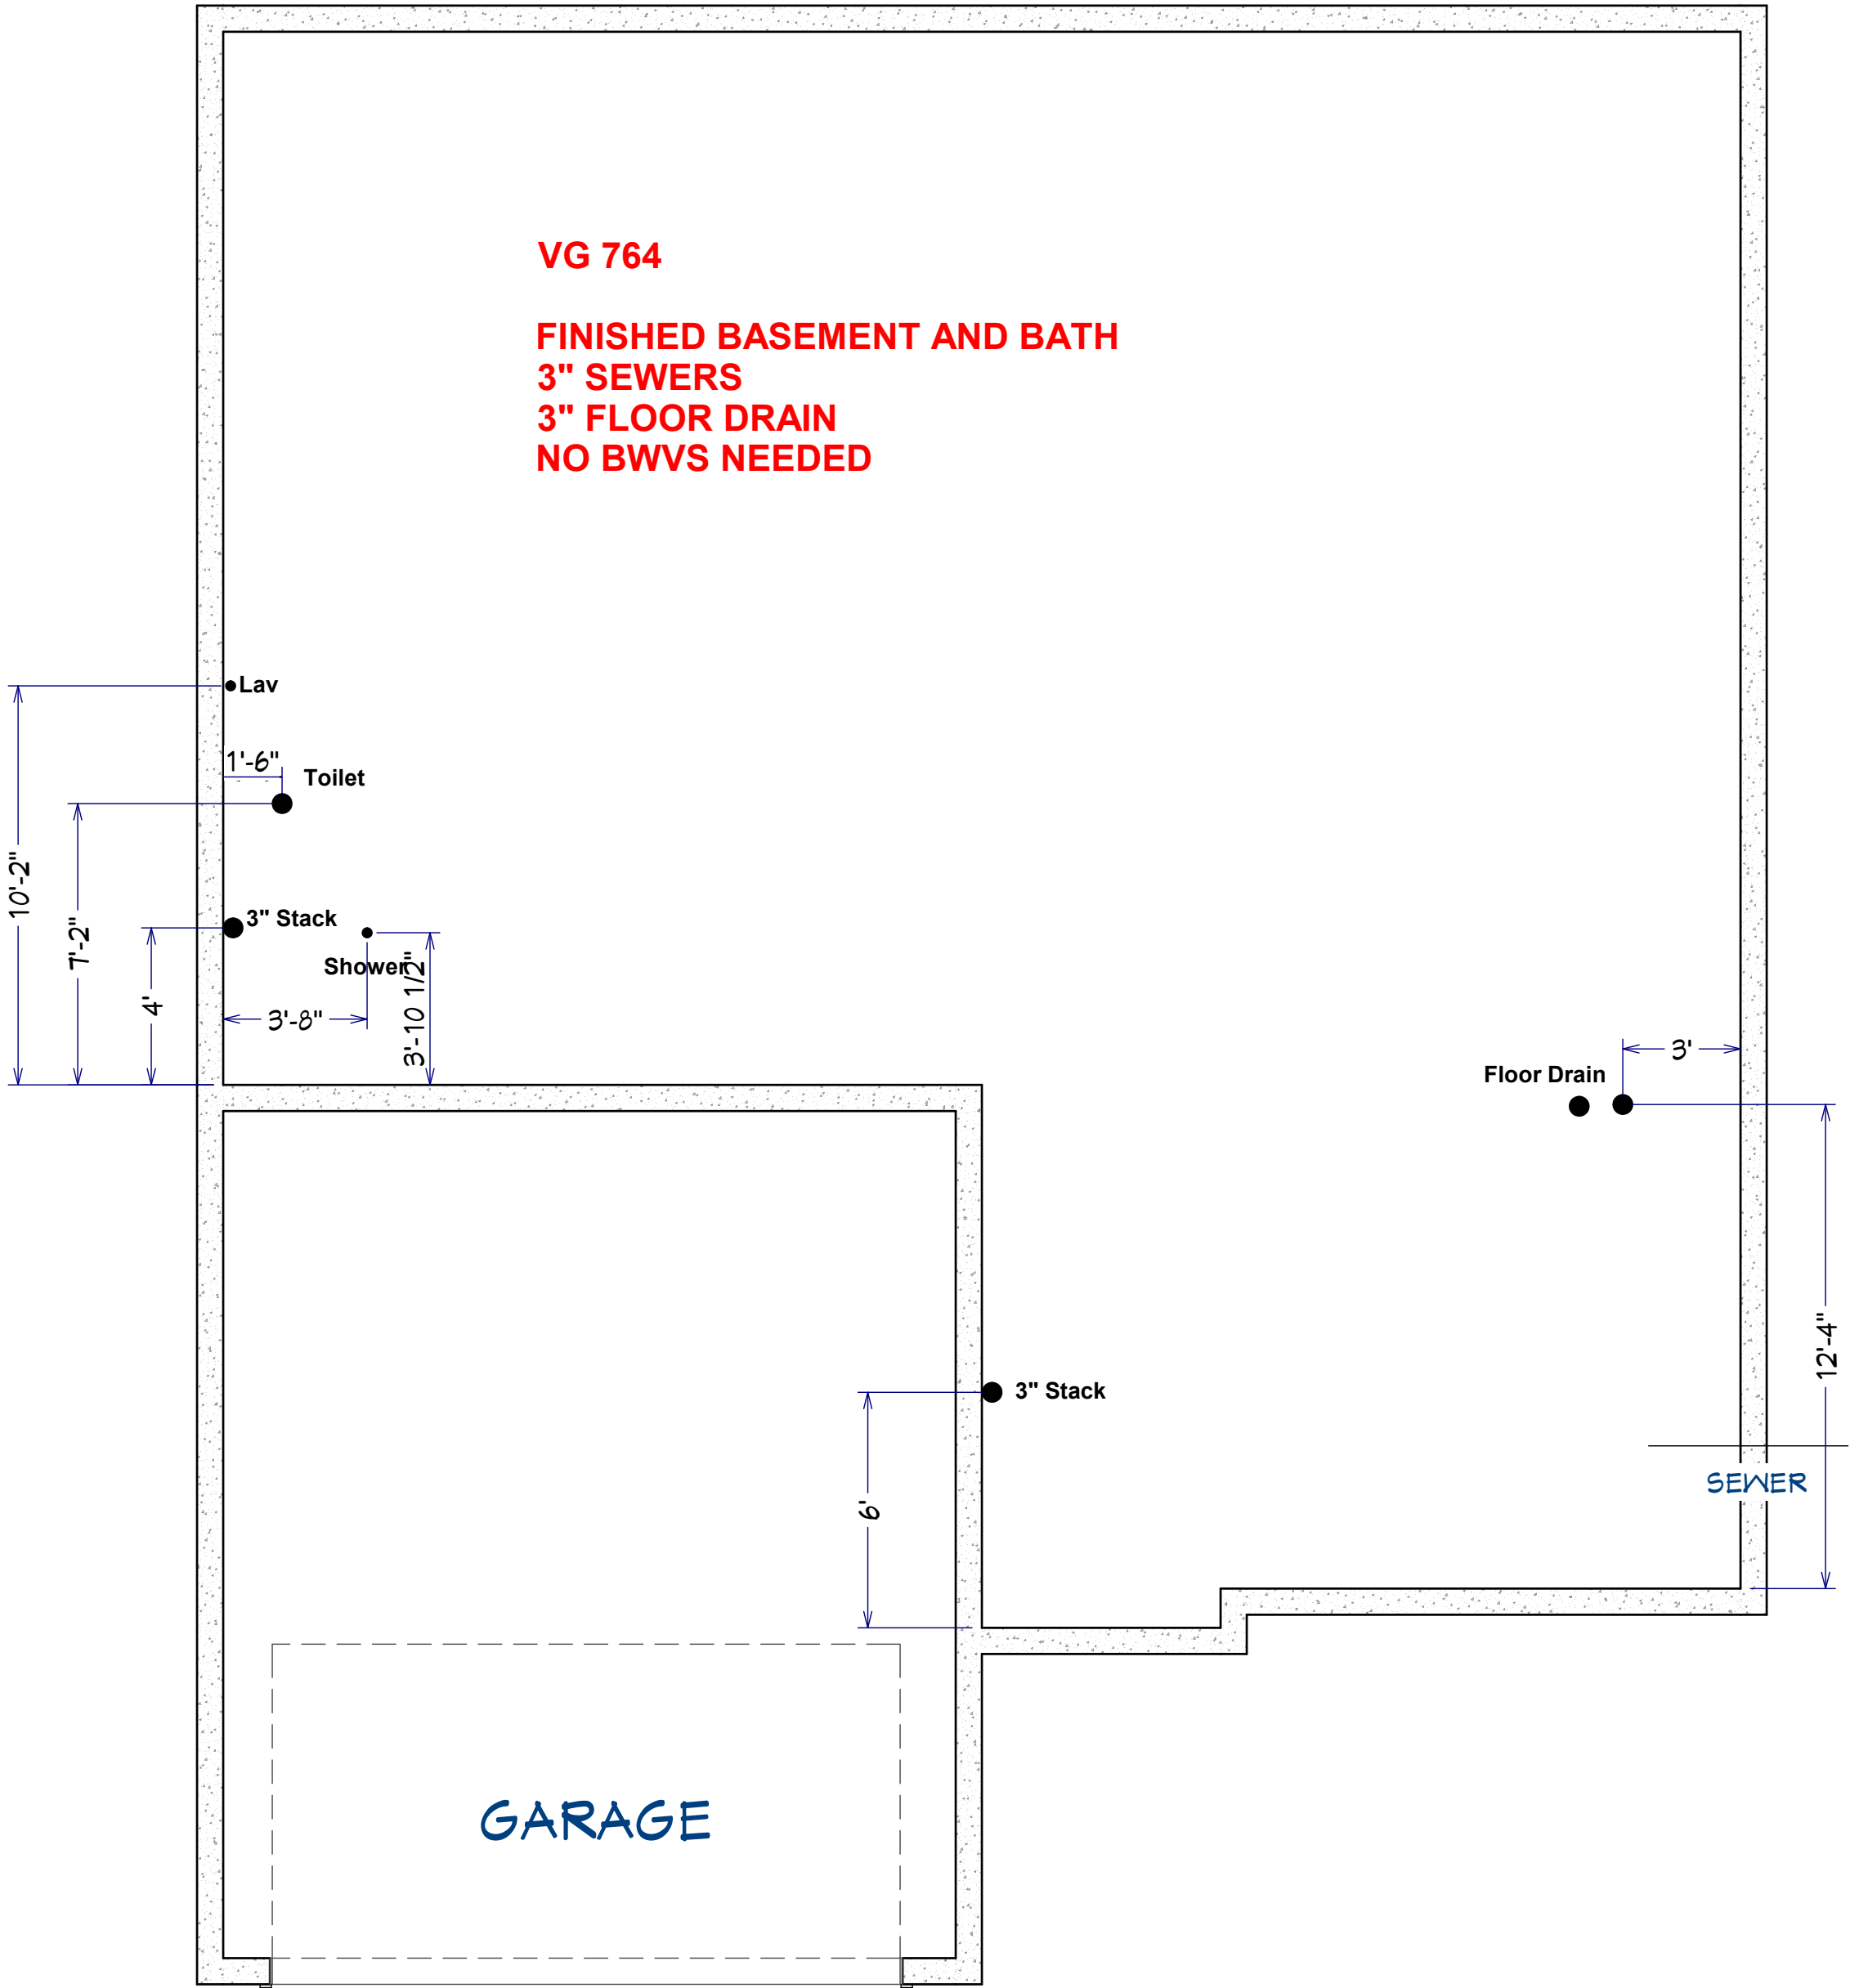 VG 764
FINISHED BASEMENT AND BATH
3" SEWERS
3" FLOOR DRAIN
NO BWVS NEEDED
Lav
1'-6"
Toilet
10'-2"
7'-2"
3" Stack
4'
Shower
3'-8"
3'-10 1/2"
3'
Floor Drain
12'-4"
3" Stack
6'
SEWER
GARAGE